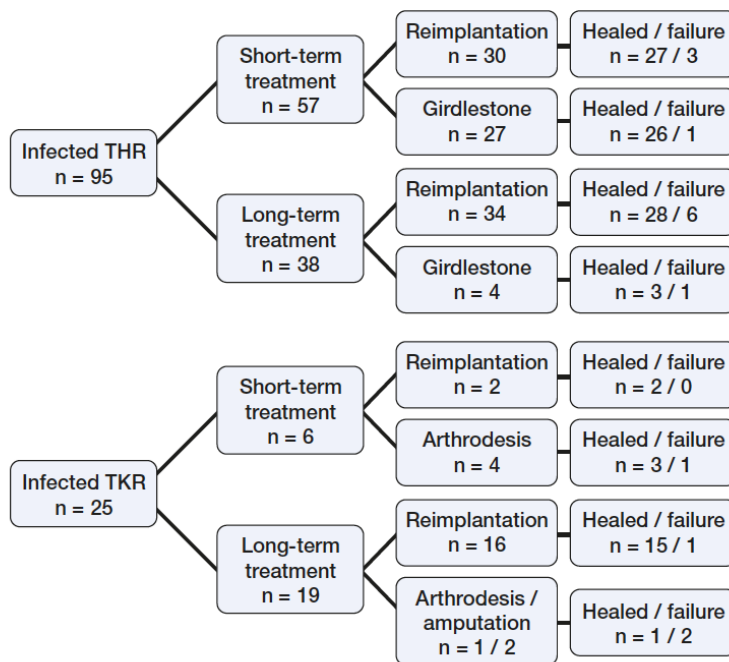 Infected THR
n = 95
Short-term
treatment
n = 57
Reimplantation
n = 30
Healed / failure
n = 27 / 3
Girdlestone
n = 27
Healed / failure
n = 26 / 1
Long-term
treatment
n = 38
Reimplantation
n = 34
Healed / failure
n = 28 / 6
Girdlestone
n = 4
Healed / failure
n = 3 / 1
Infected TKR
n = 25
Short-term
treatment
n = 6
Reimplantation
n = 2
Healed / failure
n = 2 / 0
Arthrodesis
n = 4
Healed / failure
n = 3 / 1
Long-term
treatment
n = 19
Reimplantation
n = 16
Healed / failure
n = 15 / 1
Arthrodesis /
amputation
n = 1 / 2
Healed / failure
n = 1 / 2